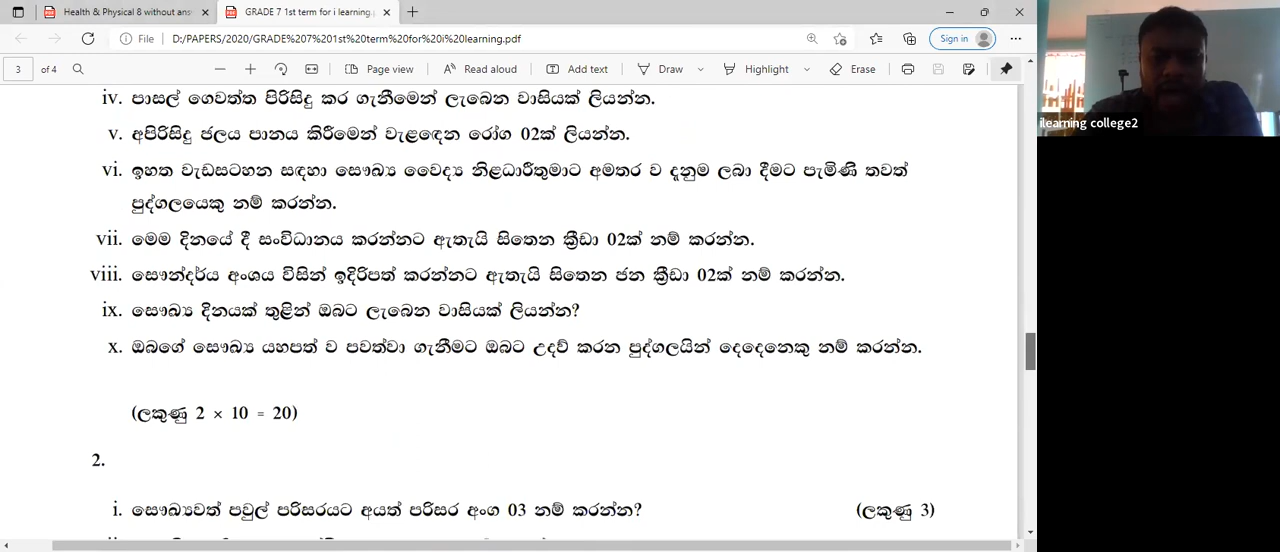 Health & Physical 8 without ans
GRADE 7 1st term for i learning.
File
D:/PAPERS/2020/GRADE%207%201st%20term%20for%20i%20learning.pdf
Sign in
3 of 4
Page view
Read aloud
Add text
Draw
Highlight
Erase
iv. පාසල් ගෙවත්ත පිරිසිදු කර ගැනීමෙන් ලැබෙන වාසියක් ලියන්න.
v. අපිරිසිදු ජලය පානය කිරීමෙන් වැළඳෙන රෝග 02ක් ලියන්න.
vi. ඉහත වැඩසටහන සඳහා සෞඛ්‍ය වෛද්‍ය නිළධාරීතුමාට අමතර ව දැනුම ලබා දීමට පැමිණි තවත්
පුද්ගලයෙකු නම් කරන්න.
vii. මෙම දිනයේ දී සංවිධානය කරන්නට ඇතැයි සිතෙන ක්‍රීඩා 02ක් නම් කරන්න.
viii. සෞන්දර්ය අංශය විසින් ඉදිරිපත් කරන්නට ඇතැයි සිතෙන ජන ක්‍රීඩා 02ක් නම් කරන්න.
ix. සෞඛ්‍ය දිනයක් තුළින් ඔබට ලැබෙන වාසියක් ලියන්න?
x. ඔබගේ සෞඛ්‍ය යහපත් ව පවත්වා ගැනීමට ඔබට උදව් කරන පුද්ගලයින් දෙදෙනෙකු නම් කරන්න.
(ලකුණු 2 × 10 = 20)
2.
i. සෞඛ්‍යවත් පවුල් පරිසරයට අයත් පරිසර අංග 03 නම් කරන්න? (ලකුණු 3)
ilearning college2